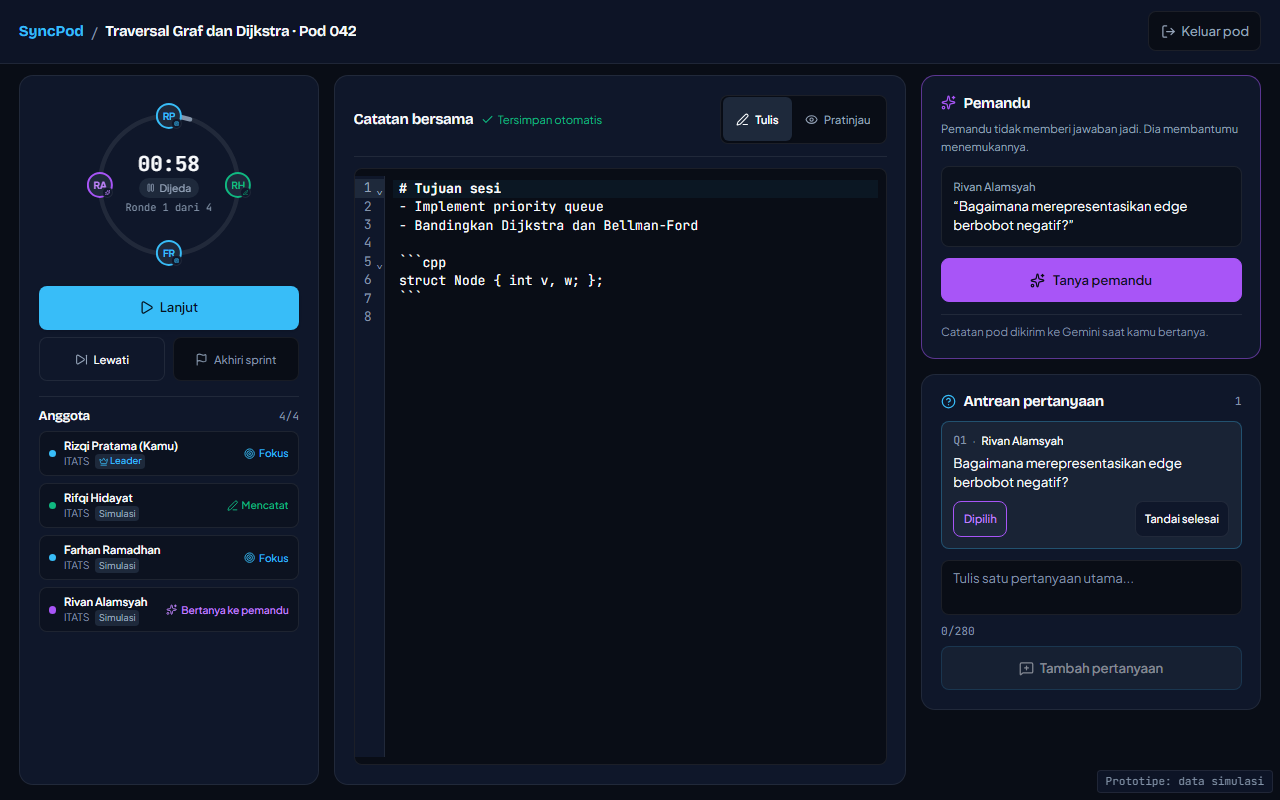 SyncPod / Traversal Graf dan Dijkstra · Pod 042
Keluar pod
RP
RA
RH
FR
00:58
Dijeda
Ronde 1 dari 4
Lanjut
Lewati
Akhiri sprint
Anggota 4/4
Rizqi Pratama (Kamu)
ITATS Leader
Fokus
Rifqi Hidayat
ITATS Simulasi
Mencatat
Farhan Ramadhan
ITATS Simulasi
Fokus
Rivan Alamsyah
ITATS Simulasi
Bertanya ke pemandu
Catatan bersama Tersimpan otomatis
Tulis
Pratinjau
1 # Tujuan sesi
2 - Implement priority queue
3 - Bandingkan Dijkstra dan Bellman-Ford
4
5 ```cpp
6 struct Node { int v, w; };
7 ```
8
Pemandu
Pemandu tidak memberi jawaban jadi. Dia membantumu
menemukannya.
Rivan Alamsyah
“Bagaimana merepresentasikan edge
berbobot negatif?”
Tanya pemandu
Catatan pod dikirim ke Gemini saat kamu bertanya.
Antrean pertanyaan 1
Q1 · Rivan Alamsyah
Bagaimana merepresentasikan edge
berbobot negatif?
Dipilih
Tandai selesai
Tulis satu pertanyaan utama...
0/280
Tambah pertanyaan
Prototipe: data simulasi